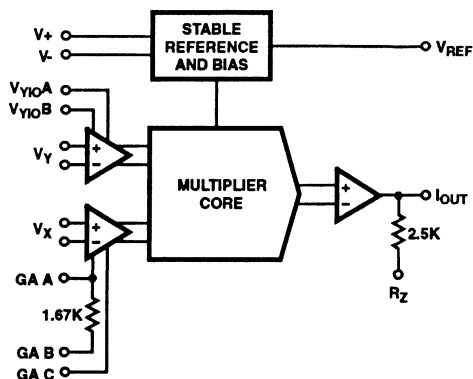 V+
V-
STABLE
REFERENCE
AND BIAS
VREF
VYIOA
VYIOB
VY
+
−
MULTIPLIER
CORE
+
−
IOUT
2.5K
RZ
VX
+
−
GA A
1.67K
GA B
GA C